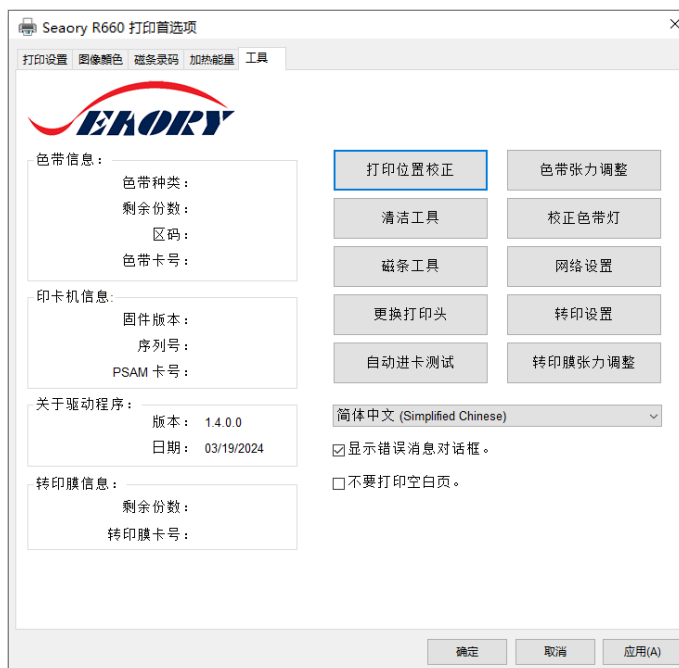 Seaory R660 打印首选项
打印设置 图像颜色 磁条录码 加热能量 工具
SEAORY
色带信息：
色带种类：
剩余份数：
区码：
色带卡号：
印卡机信息:
固件版本：
序列号：
PSAM 卡号：
关于驱动程序：
版本： 1.4.0.0
日期： 03/19/2024
转印膜信息：
剩余份数：
转印膜卡号：
打印位置校正 色带张力调整
清洁工具 校正色带灯
磁条工具 网络设置
更换打印头 转印设置
自动进卡测试 转印膜张力调整
简体中文 (Simplified Chinese)
显示错误消息对话框。
不要打印空白页。
确定 取消 应用(A)